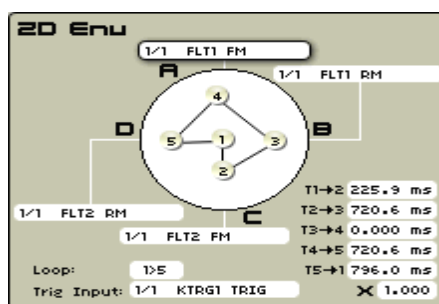 2D Env
1/1 FLT1 FM
1/1 FLT1 RM
A
4
D
B
5
1
3
2
1/1 FLT2 RM
C
1/1 FLT2 FM
T1→2 225.9 ms
T2→3 720.6 ms
T3→4 0.000 ms
T4→5 720.6 ms
Loop: 1>5
T5→1 796.0 ms
Trig Input: 1/1 KTRG1 TRIG
X 1.000